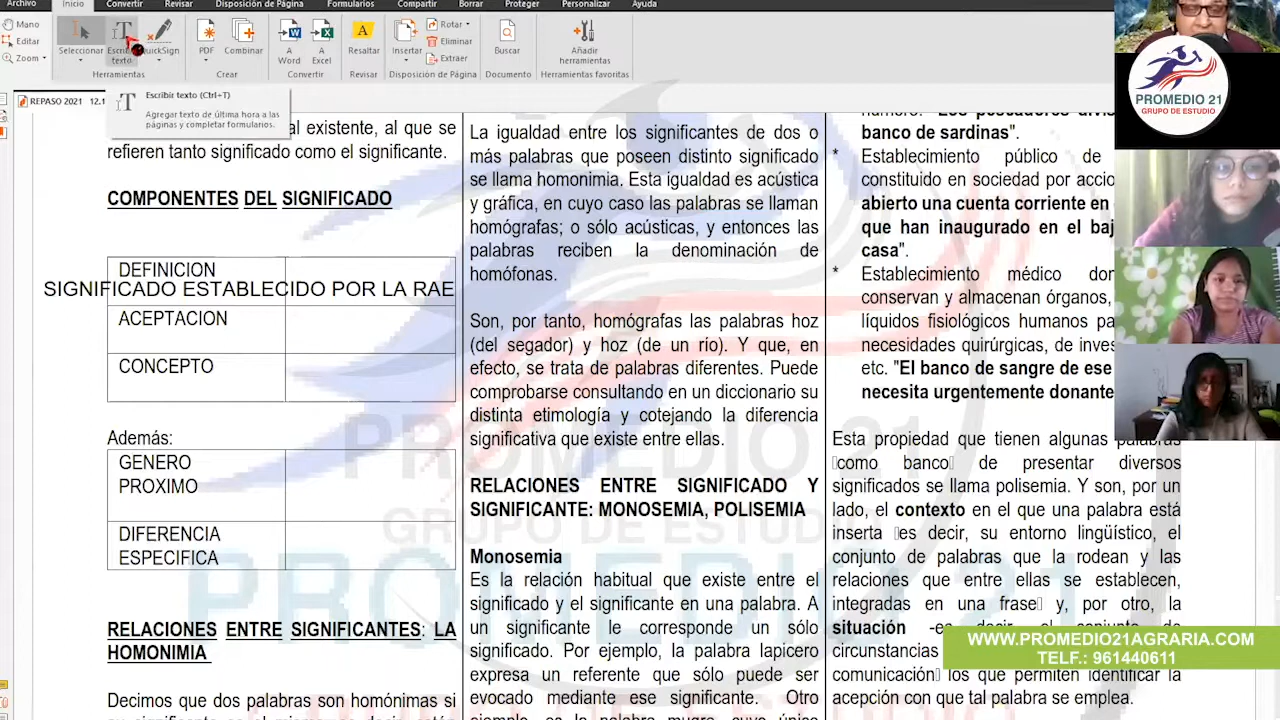 Archivo Inicio Convertir Revisar Disposición de Página Formularios Compartir Borrar Proteger Personalizar Ayuda
Mano
Editar
Zoom
Seleccionar
Escribir texto
QuickSign
Herramientas
PDF
Combinar
Crear
A Word
A Excel
Convertir
Resaltar
Revisar
Insertar
Rotar
Eliminar
Extraer
Disposición de Página
Buscar
Documento
Añadir herramientas
Herramientas favoritas
REPASO 2021 12.1
Escribir texto (Ctrl+T)
Agregar texto de última hora a las
páginas y completar formularios.
al existente, al que se
refieren tanto significado como el significante.
COMPONENTES DEL SIGNIFICADO
DEFINICION
SIGNIFICADO ESTABLECIDO POR LA RAE
ACEPTACION
CONCEPTO
Además:
GENERO
PROXIMO
DIFERENCIA
ESPECIFICA
RELACIONES ENTRE SIGNIFICANTES: LA
HOMONIMIA
Decimos que dos palabras son homónimas si
La igualdad entre los significantes de dos o
más palabras que poseen distinto significado
se llama homonimia. Esta igualdad es acústica
y gráfica, en cuyo caso las palabras se llaman
homógrafas; o sólo acústicas, y entonces las
palabras reciben la denominación de
homófonas.
Son, por tanto, homógrafas las palabras hoz
(del segador) y hoz (de un río). Y que, en
efecto, se trata de palabras diferentes. Puede
comprobarse consultando en un diccionario su
distinta etimología y cotejando la diferencia
significativa que existe entre ellas.
RELACIONES ENTRE SIGNIFICADO Y
SIGNIFICANTE: MONOSEMIA, POLISEMIA
Monosemia
Es la relación habitual que existe entre el
significado y el significante en una palabra. A
un significante le corresponde un sólo
significado. Por ejemplo, la palabra lapicero
expresa un referente que sólo puede ser
evocado mediante ese significante. Otro
banco de sardinas".
* Establecimiento público de
constituido en sociedad por accio
abierto una cuenta corriente en
que han inaugurado en el baj
casa".
* Establecimiento médico don
conservan y almacenan órganos,
líquidos fisiológicos humanos pa
necesidades quirúrgicas, de inves
etc. "El banco de sangre de ese
necesita urgentemente donante
Esta propiedad que tienen algunas palabras
como banco de presentar diversos
significados se llama polisemia. Y son, por un
lado, el contexto en el que una palabra está
inserta es decir, su entorno lingüístico, el
conjunto de palabras que la rodean y las
relaciones que entre ellas se establecen,
integradas en una frase y, por otro, la
situación
circunstancias
comunicación los que permiten identificar la
acepción con que tal palabra se emplea.
PROMEDIO 21
GRUPO DE ESTUDIO
PROMEDIO 21
GRUPO DE ESTUDIO
PROMEDIO 21
WWW.PROMEDIO21AGRARIA.COM
TELF.: 961440611